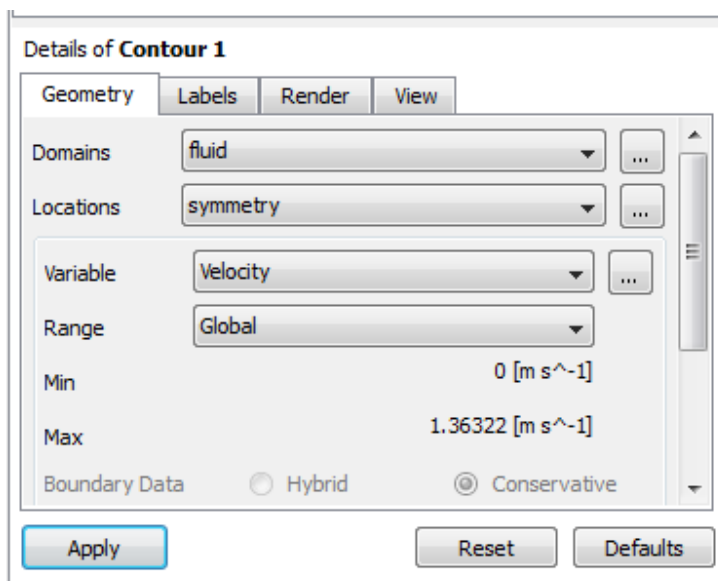 Details of Contour 1
Geometry Labels Render View
Domains fluid ...
Locations symmetry ...
Variable Velocity ...
Range Global
Min 0 [m s^-1]
Max 1.36322 [m s^-1]
Boundary Data Hybrid Conservative
Apply Reset Defaults